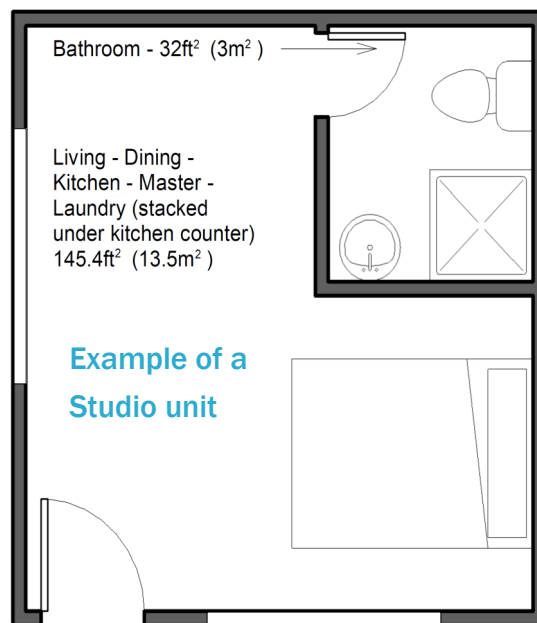 Bathroom - 32ft² (3m² )
Living - Dining -
Kitchen - Master -
Laundry (stacked
under kitchen counter)
145.4ft² (13.5m² )
Example of a
Studio unit